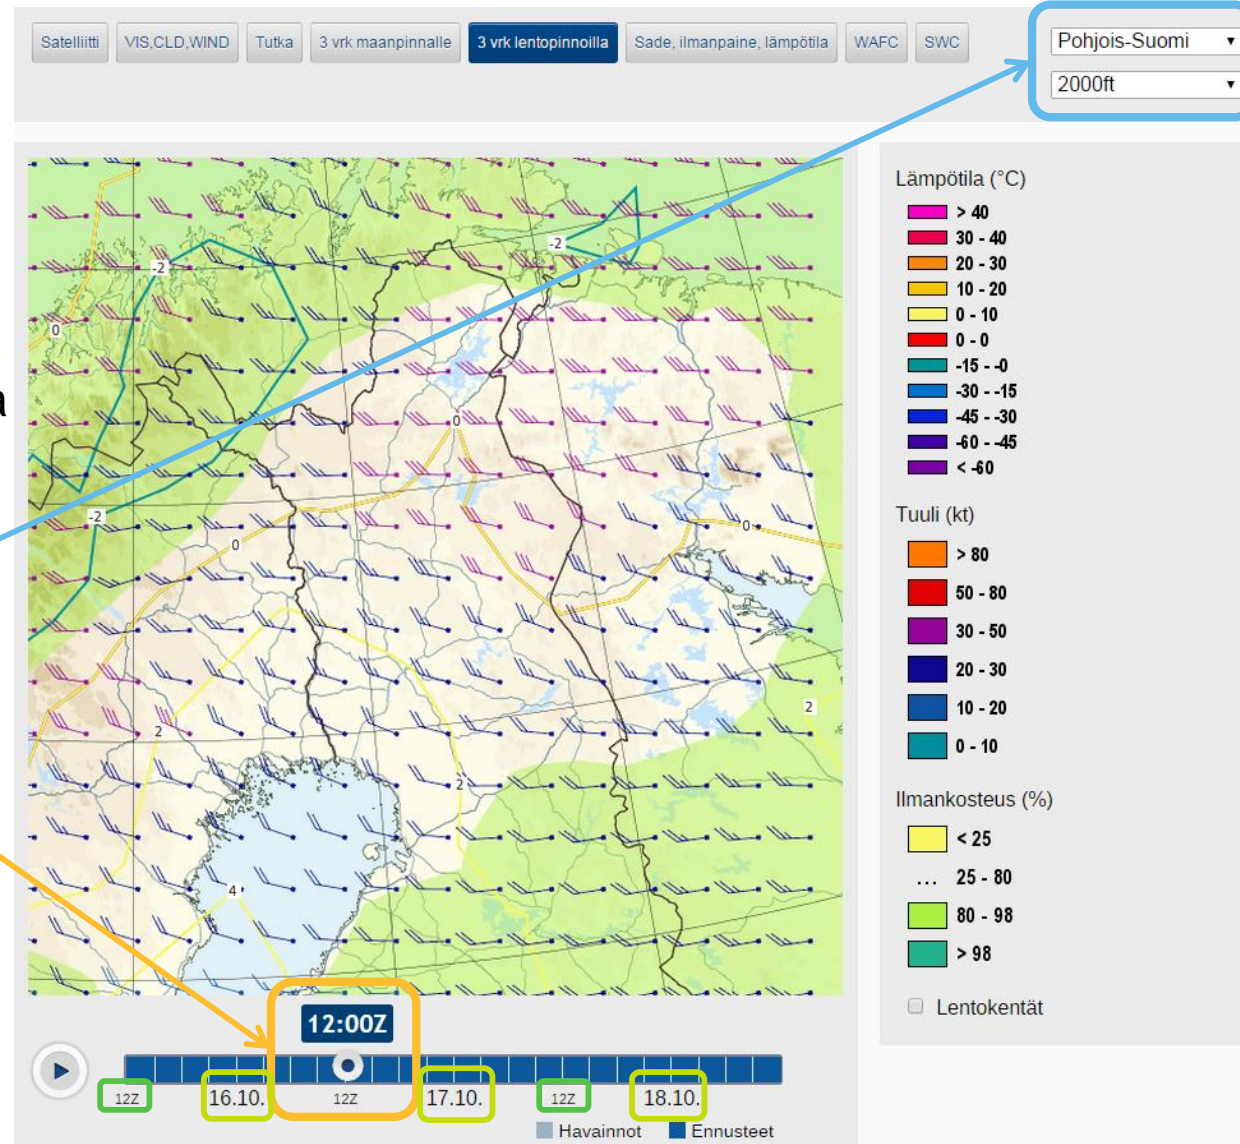 Satelliitti VIS,CLD,WIND Tutka 3 vrk maanpinnalle 3 vrk lentopinnoilla Sade, ilmanpaine, lämpötila WAFC SWC
Pohjois-Suomi
2000ft
Lämpötila (°C)
> 40
30 - 40
20 - 30
10 - 20
0 - 10
0 - 0
-15 - -0
-30 - -15
-45 - -30
-60 - -45
< -60
Tuuli (kt)
> 80
50 - 80
30 - 50
20 - 30
10 - 20
0 - 10
Ilmankosteus (%)
< 25
... 25 - 80
80 - 98
> 98
Lentokentät
-2
-2
0
0
-2
0
0
2
2
2
4
a
12:00Z
12Z 16.10. 12Z 17.10. 12Z 18.10.
Havainnot Ennusteet